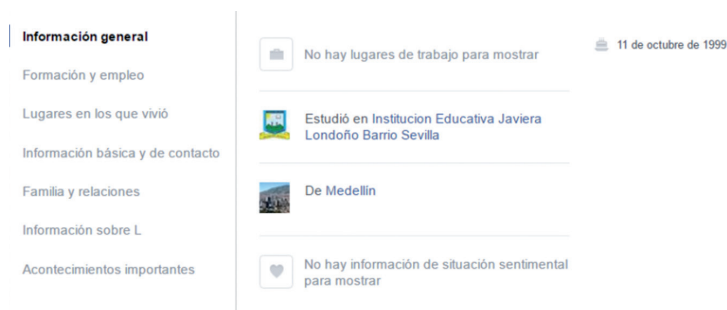 Información general
Formación y empleo
Lugares en los que vivió
Información básica y de contacto
Familia y relaciones
Información sobre L
Acontecimientos importantes
No hay lugares de trabajo para mostrar
Estudió en Institucion Educativa Javiera
Londoño Barrio Sevilla
De Medellín
No hay información de situación sentimental
para mostrar
11 de octubre de 1999